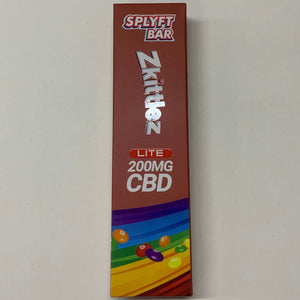 SPLYFT
BAR
Zkittlez
LITE
200MG
CBD